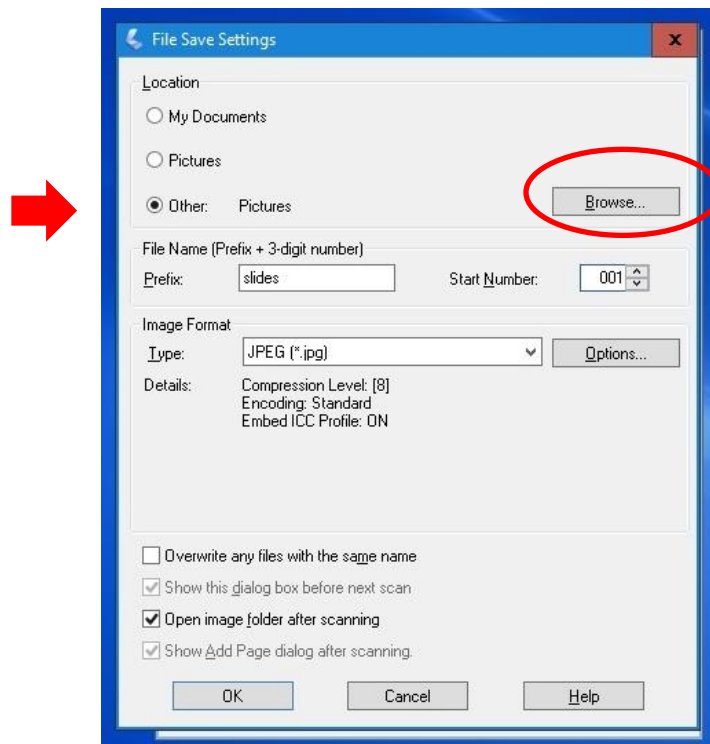 File Save Settings
x
Location
My Documents
Pictures
Other: Pictures Browse...
File Name (Prefix + 3-digit number)
Prefix: slides Start Number: 001
Image Format
Type: JPEG (*.jpg) Options...
Details: Compression Level: [8]
Encoding: Standard
Embed ICC Profile: ON
Overwrite any files with the same name
Show this dialog box before next scan
Open image folder after scanning
Show Add Page dialog after scanning.
OK Cancel Help